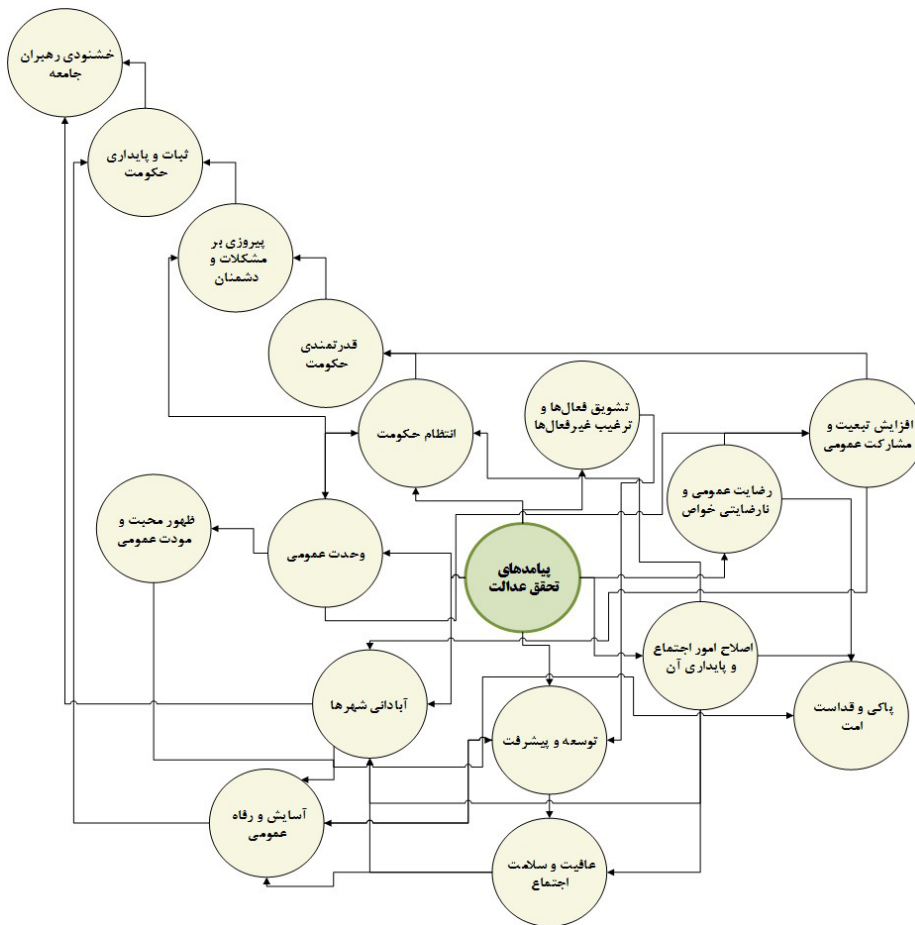 خشنودی رهبران
جامعه
ثبات و پایداری
حکومت
پیروزی بر
مشکلات و
دشمنان
قدرتمندی
حکومت
تشویق فعال‌ها و
ترغیب غیرفعال‌ها
افزایش تبعیت و
مشارکت عمومی
انتظام حکومت
رضایت عمومی و
نارضایتی خواص
ظهور محبت و
مودت عمومی
وحدت عمومی
پیامدهای
تحقق عدالت
اصلاح امور اجتماع
و پایداری آن
پاکی و قداست
امت
آبادانی شهرها
توسعه و پیشرفت
آسایش و رفاه
عمومی
عافیت و سلامت
اجتماع